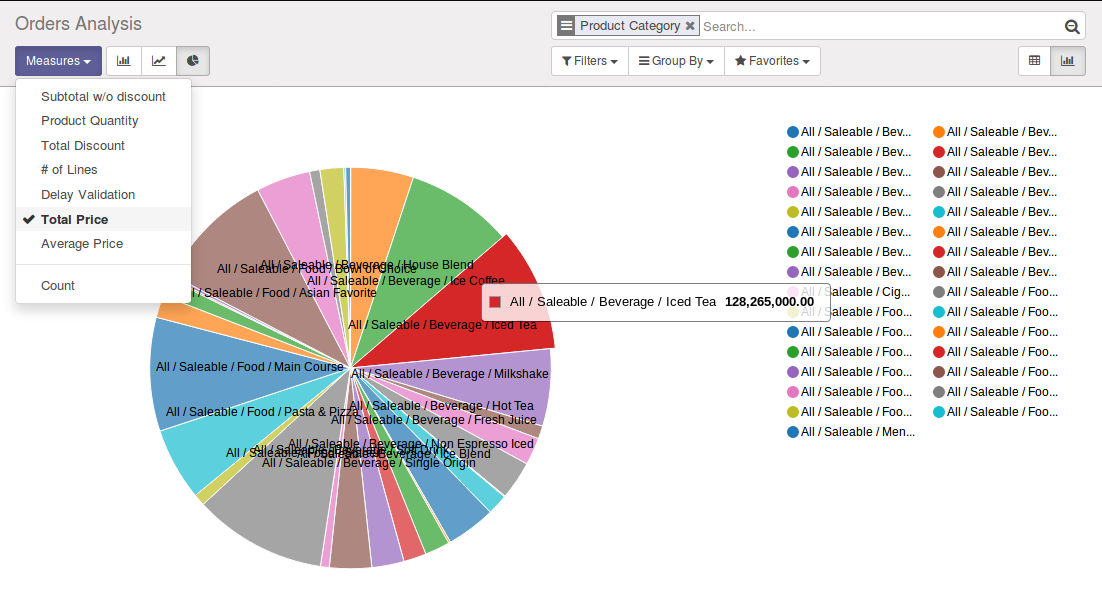 Orders Analysis
Product Category ✖ Search...
Measures
Filters Group By Favorites
Subtotal w/o discount
Product Quantity
Total Discount
# of Lines
Delay Validation
✔ Total Price
Average Price
Count
All / Saleable / Beverage / House Blend
All / Saleable / Food / Bowl of Choice
All / Saleable / Beverage / Ice Coffee
l / Saleable / Food / Asian Favorite
All / Saleable / Beverage / Iced Tea 128,265,000.00
All / Saleable / Beverage / Iced Tea
All / Saleable / Food / Main Course
All / Saleable / Beverage / Milkshake
All / Saleable / Beverage / Hot Tea
All / Saleable / Food / Pasta & Pizza
All / Saleable / Beverage / Fresh Juice
All / Saleable / Beverage / Non Espresso Iced
All / Saleable / Beverage / Ice Blend
All / Saleable / Beverage / Single Origin
All / Saleable / Bev... All / Saleable / Bev...
All / Saleable / Bev... All / Saleable / Bev...
All / Saleable / Bev... All / Saleable / Bev...
All / Saleable / Bev... All / Saleable / Bev...
All / Saleable / Bev... All / Saleable / Bev...
All / Saleable / Bev... All / Saleable / Bev...
All / Saleable / Bev... All / Saleable / Bev...
All / Saleable / Bev... All / Saleable / Bev...
All / Saleable / Cig... All / Saleable / Foo...
All / Saleable / Foo... All / Saleable / Foo...
All / Saleable / Foo... All / Saleable / Foo...
All / Saleable / Foo... All / Saleable / Foo...
All / Saleable / Foo... All / Saleable / Foo...
All / Saleable / Foo... All / Saleable / Foo...
All / Saleable / Foo... All / Saleable / Foo...
All / Saleable / Men...